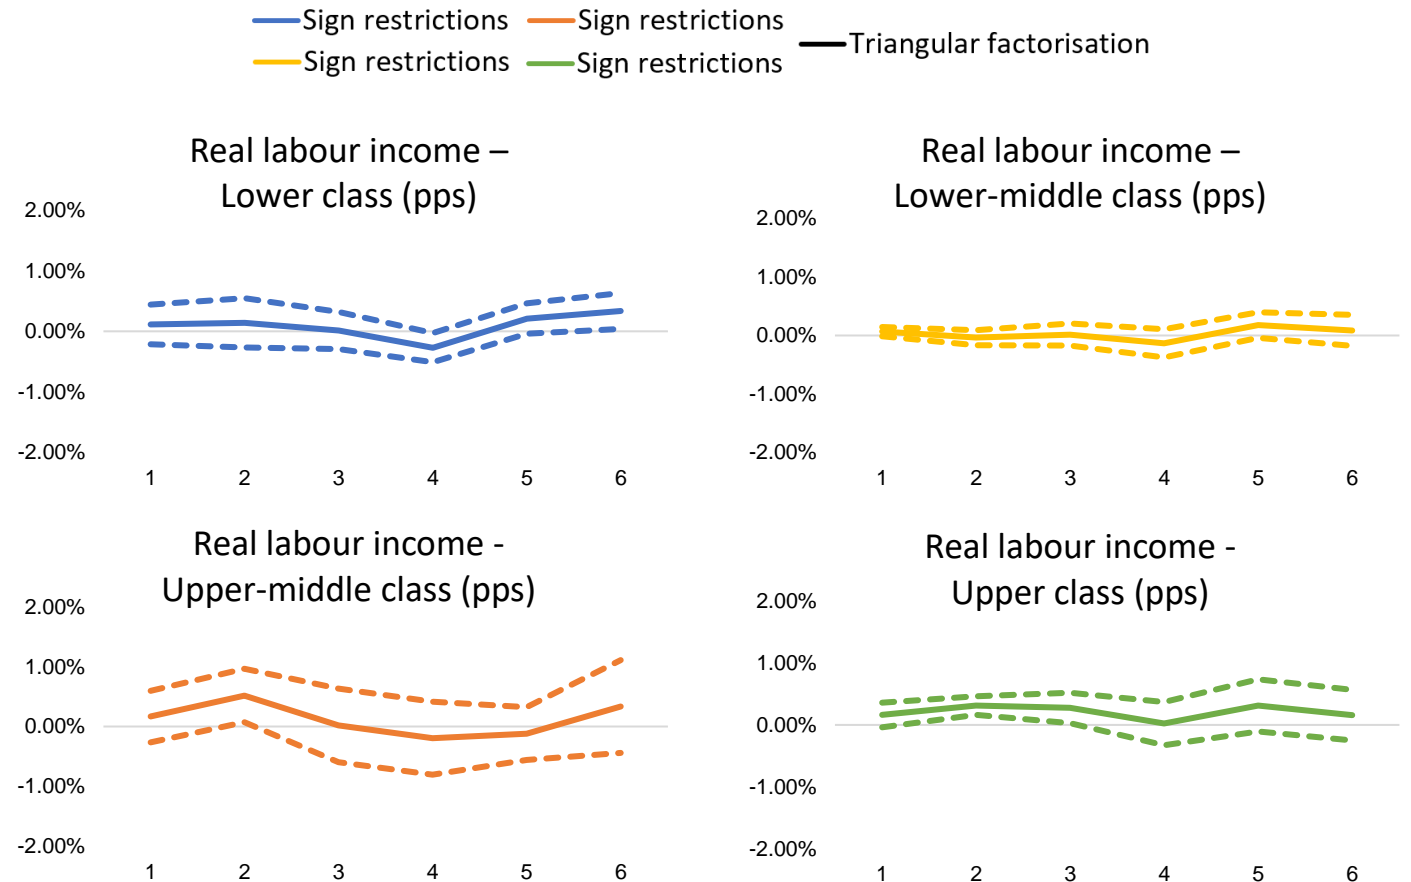 Sign restrictions Sign restrictions
Triangular factorisation
Sign restrictions Sign restrictions
Real labour income –
Lower class (pps)
2.00%
1.00%
0.00%
-1.00%
-2.00%
1 2 3 4 5 6
Real labour income –
Lower-middle class (pps)
2.00%
1.00%
0.00%
-1.00%
-2.00%
1 2 3 4 5 6
Real labour income -
Upper-middle class (pps)
2.00%
1.00%
0.00%
-1.00%
-2.00%
1 2 3 4 5 6
Real labour income -
Upper class (pps)
2.00%
1.00%
0.00%
-1.00%
-2.00%
1 2 3 4 5 6